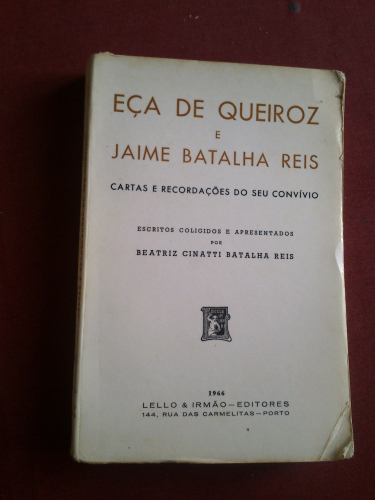 EÇA DE QUEIROZ
E
JAIME BATALHA REIS
CARTAS E RECORDAÇÕES DO SEU CONVÍVIO
ESCRITOS COLIGIDOS E APRESENTADOS
POR
BEATRIZ CINATTI BATALHA REIS
1966
LELLO & IRMÃO—EDITORES
144, RUA DAS CARMELITAS—PORTO